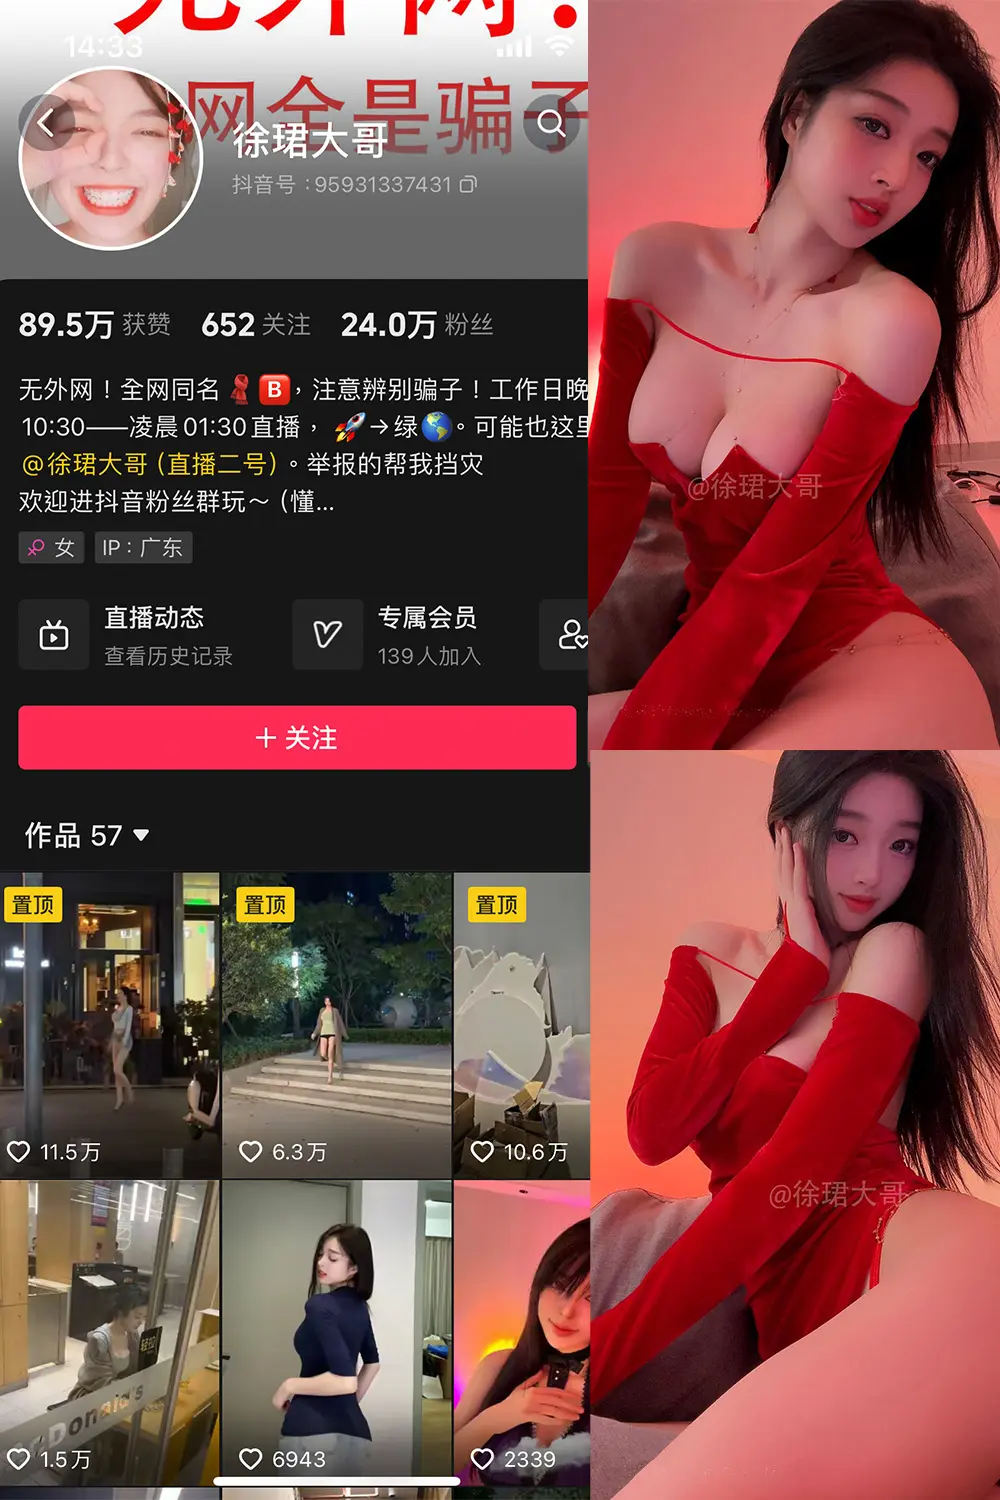 无外网！
14:33
网全是骗子
徐珺大哥
抖音号：95931337431
89.5万 获赞 652 关注 24.0万 粉丝
无外网！全网同名🧣🅱️，注意辨别骗子！工作日晚
10:30——凌晨01:30直播，🚀→绿🌎。可能也这里
@徐珺大哥（直播二号）。举报的帮我挡灾
欢迎进抖音粉丝群玩～（懂...
女 IP：广东
直播动态
查看历史记录
专属会员
139人加入
+ 关注
作品 57
置顶 置顶 置顶
11.5万 6.3万 10.6万
轻拉
McDonald's
1.5万 6943 2339
@徐珺大哥
@徐珺大哥